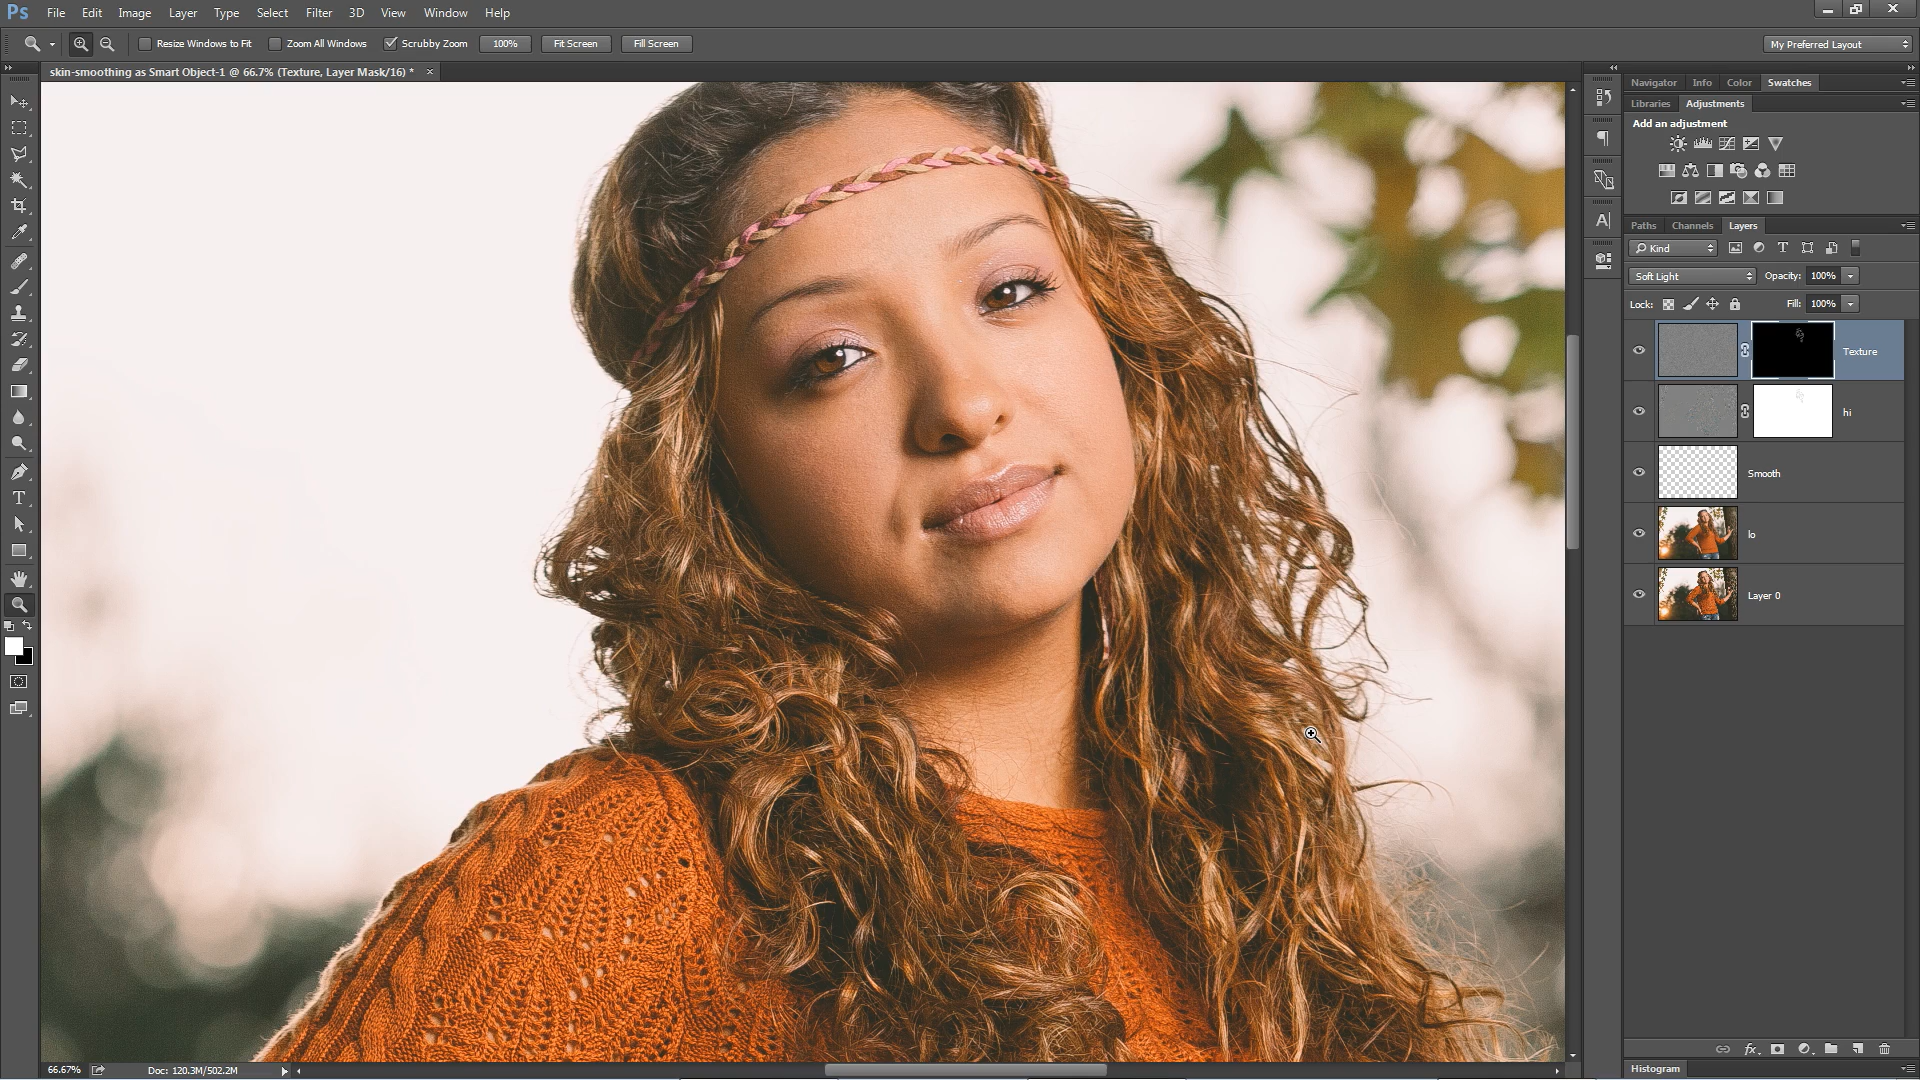 Ps File Edit Image Layer Type Select Filter 3D View Window Help
Resize Windows to Fit Zoom All Windows Scrubby Zoom 100% Fit Screen Fill Screen My Preferred Layout
skin-smoothing as Smart Object-1 @ 66.7% (Texture, Layer Mask/16) *
Navigator Info Color Swatches
Libraries Adjustments
Add an adjustment
Paths Channels Layers
Kind
Soft Light Opacity: 100%
Lock: Fill: 100%
Texture
hi
Smooth
lo
Layer 0
66.67% Doc: 120.3M/502.2M
Histogram